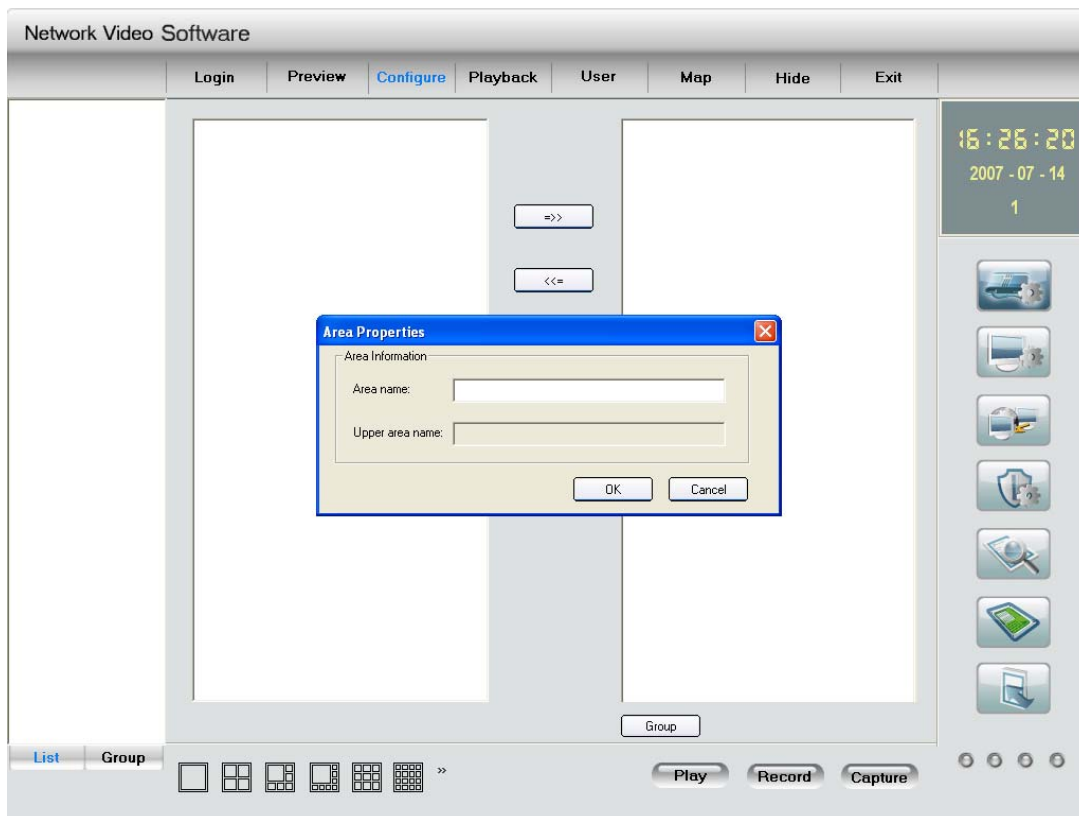 Network Video Software
Login Preview Configure Playback User Map Hide Exit
16:26:20
2007 - 07 - 14
1
=>>
<<=
Area Properties
Area Information
Area name:
Upper area name:
OK Cancel
Group
List Group
»
Play Record Capture